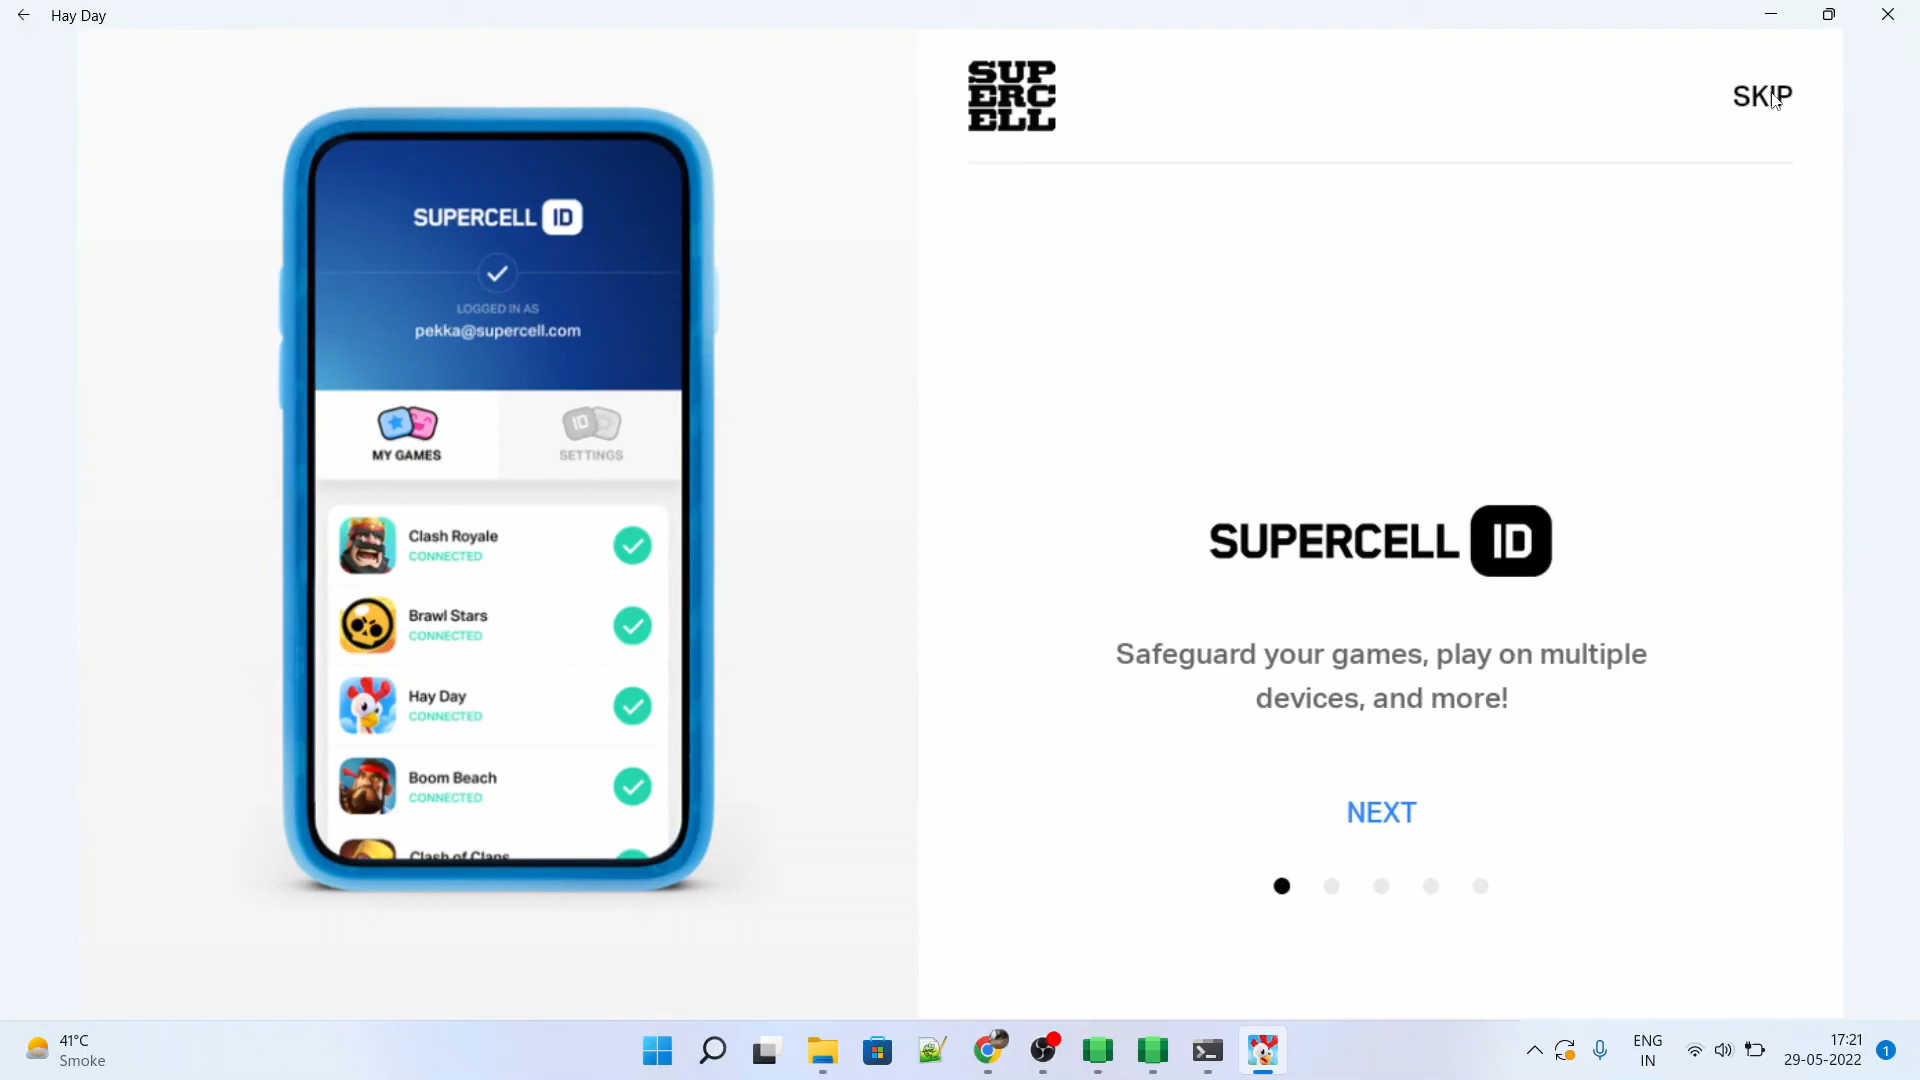 Hay Day
SUP
ERC
ELL
SKIP
SUPERCELL ID
LOGGED IN AS
pekka@supercell.com
MY GAMES
SETTINGS
Clash Royale
CONNECTED
Brawl Stars
CONNECTED
Hay Day
CONNECTED
Boom Beach
CONNECTED
Clash of Clans
SUPERCELL ID
Safeguard your games, play on multiple
devices, and more!
NEXT
41°C
Smoke
ENG
IN
17:21
29-05-2022
1